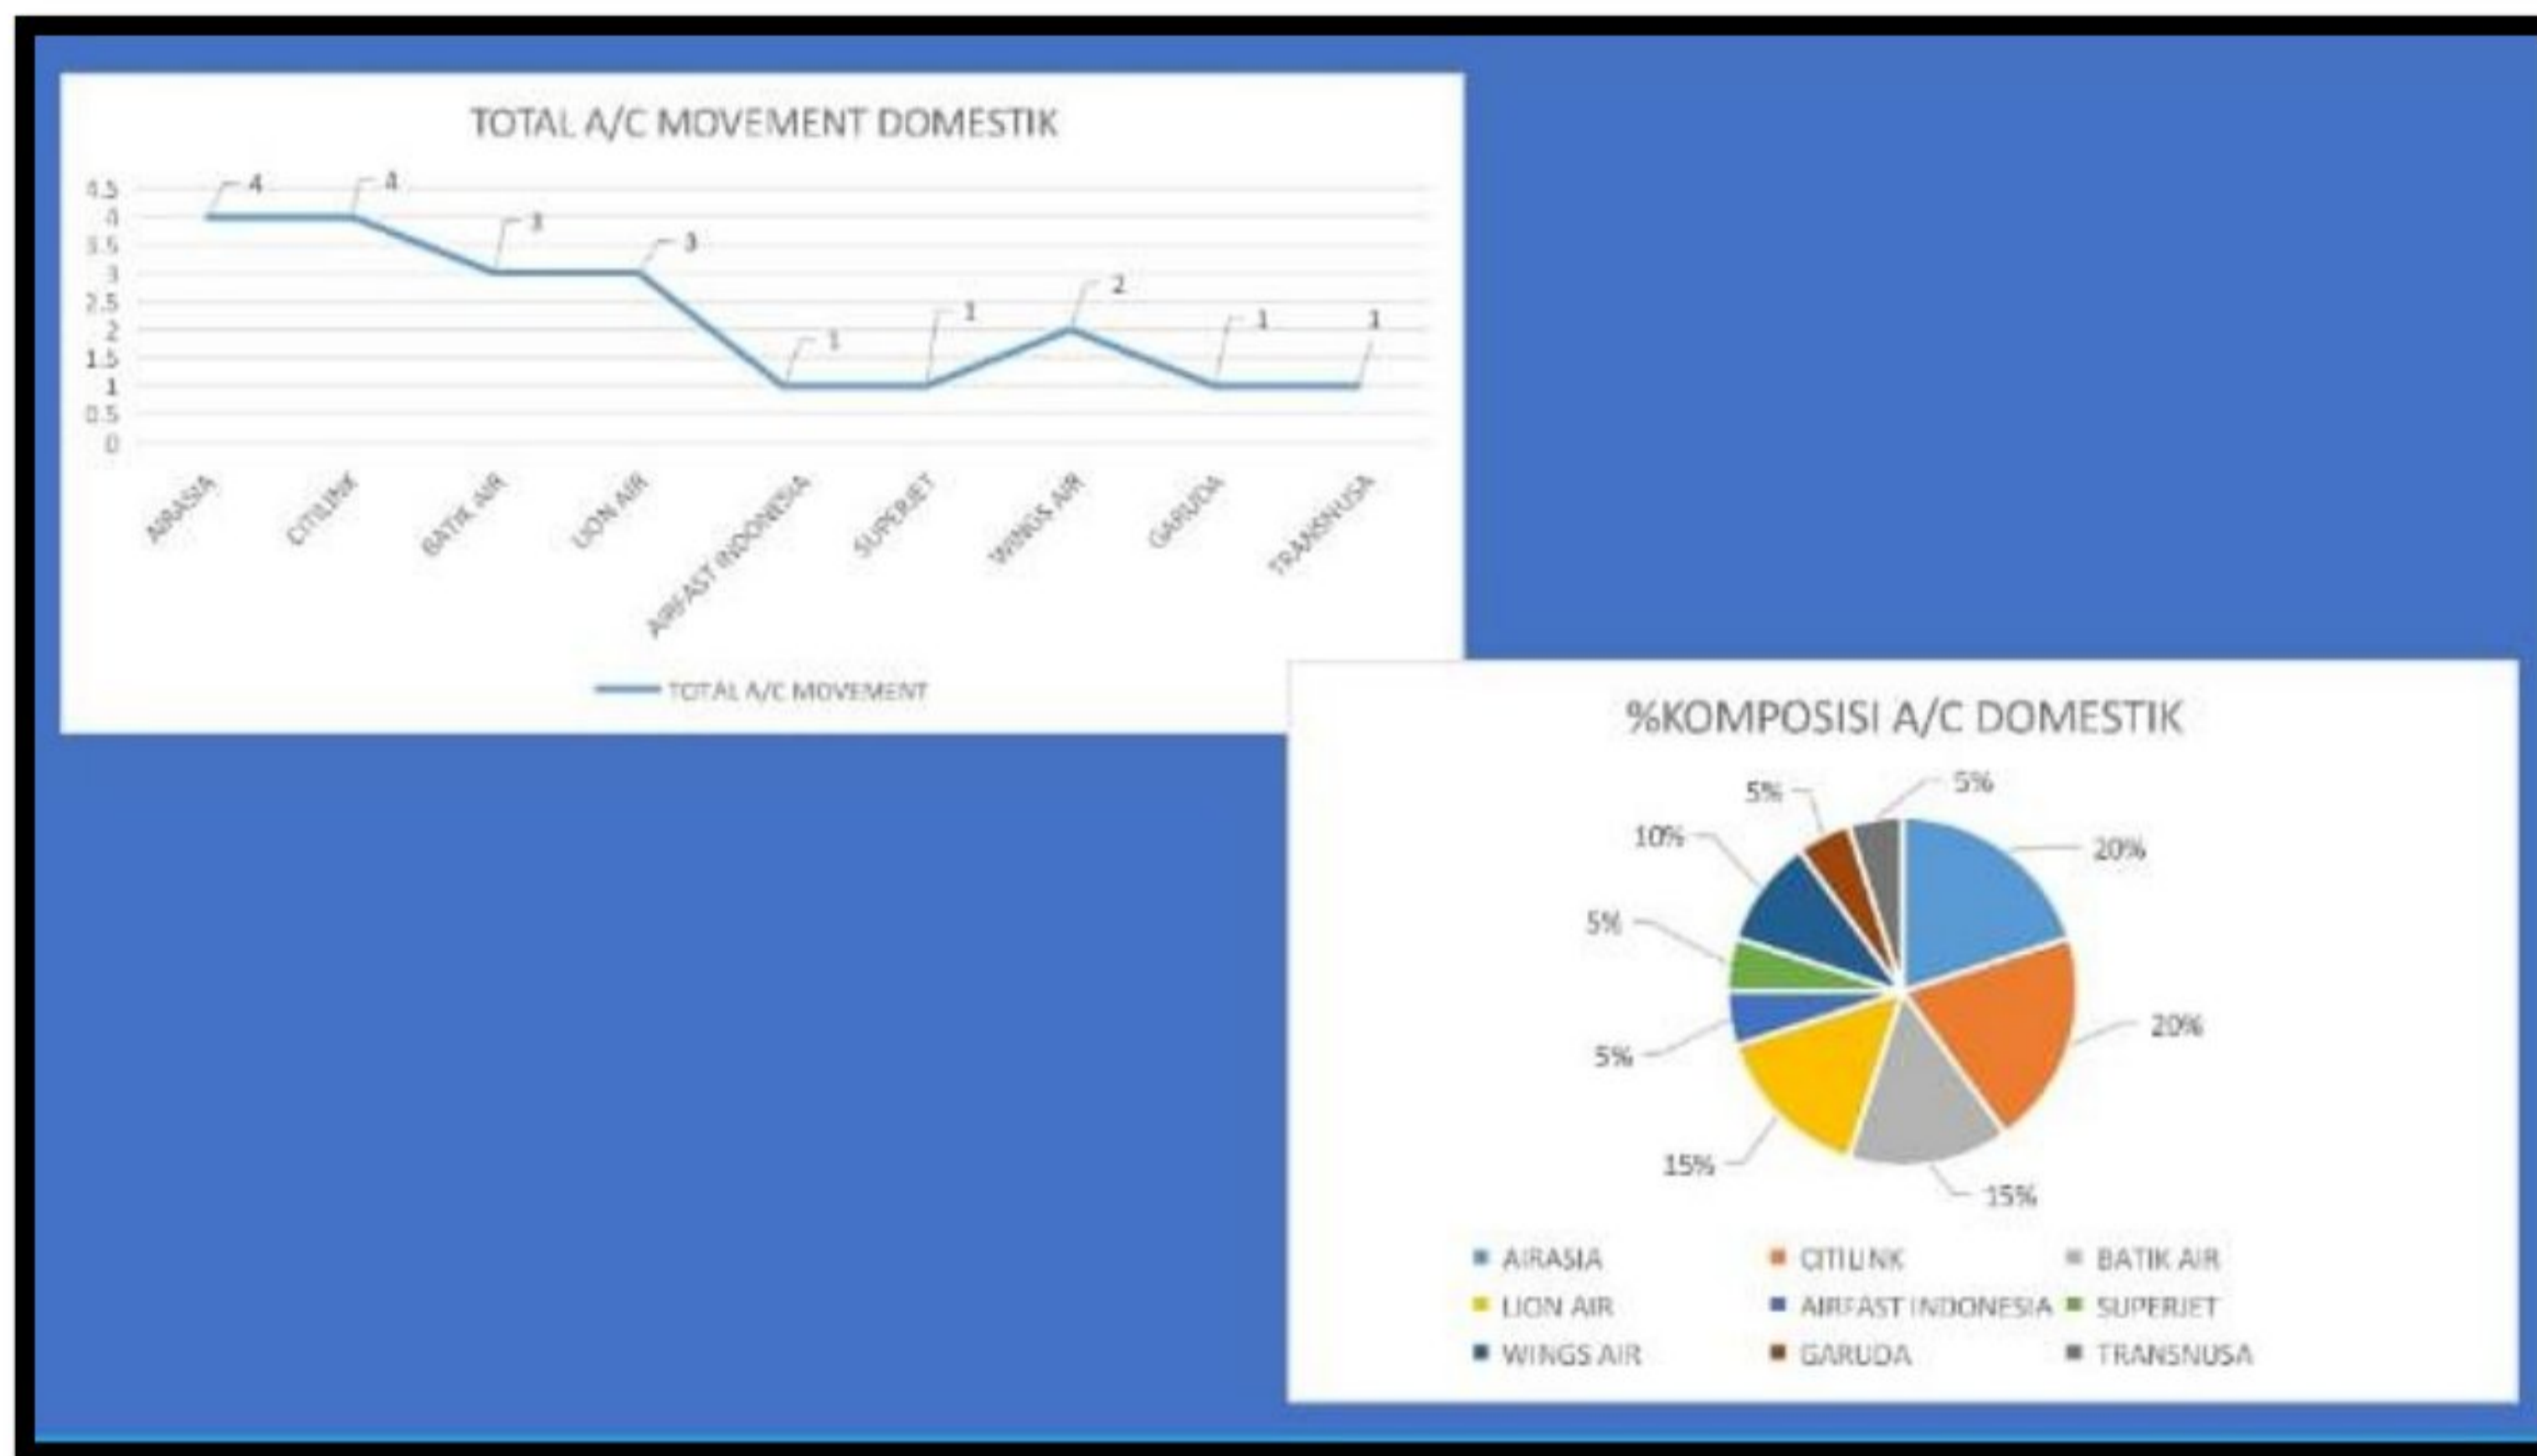 TOTAL A/C MOVEMENT DOMESTIK
4.5
4
3.5
3
2.5
2
1.5
1
0.5
0
4
4
3
3
1
1
2
1
1
AIRASIA
CITILINK
BATIK AIR
LION AIR
AIRFAST INDONESIA
SUPERJET
WINGS AIR
GARUDA
TRANSNUSA
TOTAL A/C MOVEMENT
%KOMPOSISI A/C DOMESTIK
5%
5%
10%
20%
5%
20%
5%
15%
15%
AIRASIA CITILINK BATIK AIR
LION AIR AIRFAST INDONESIA SUPERJET
WINGS AIR GARUDA TRANSNUSA